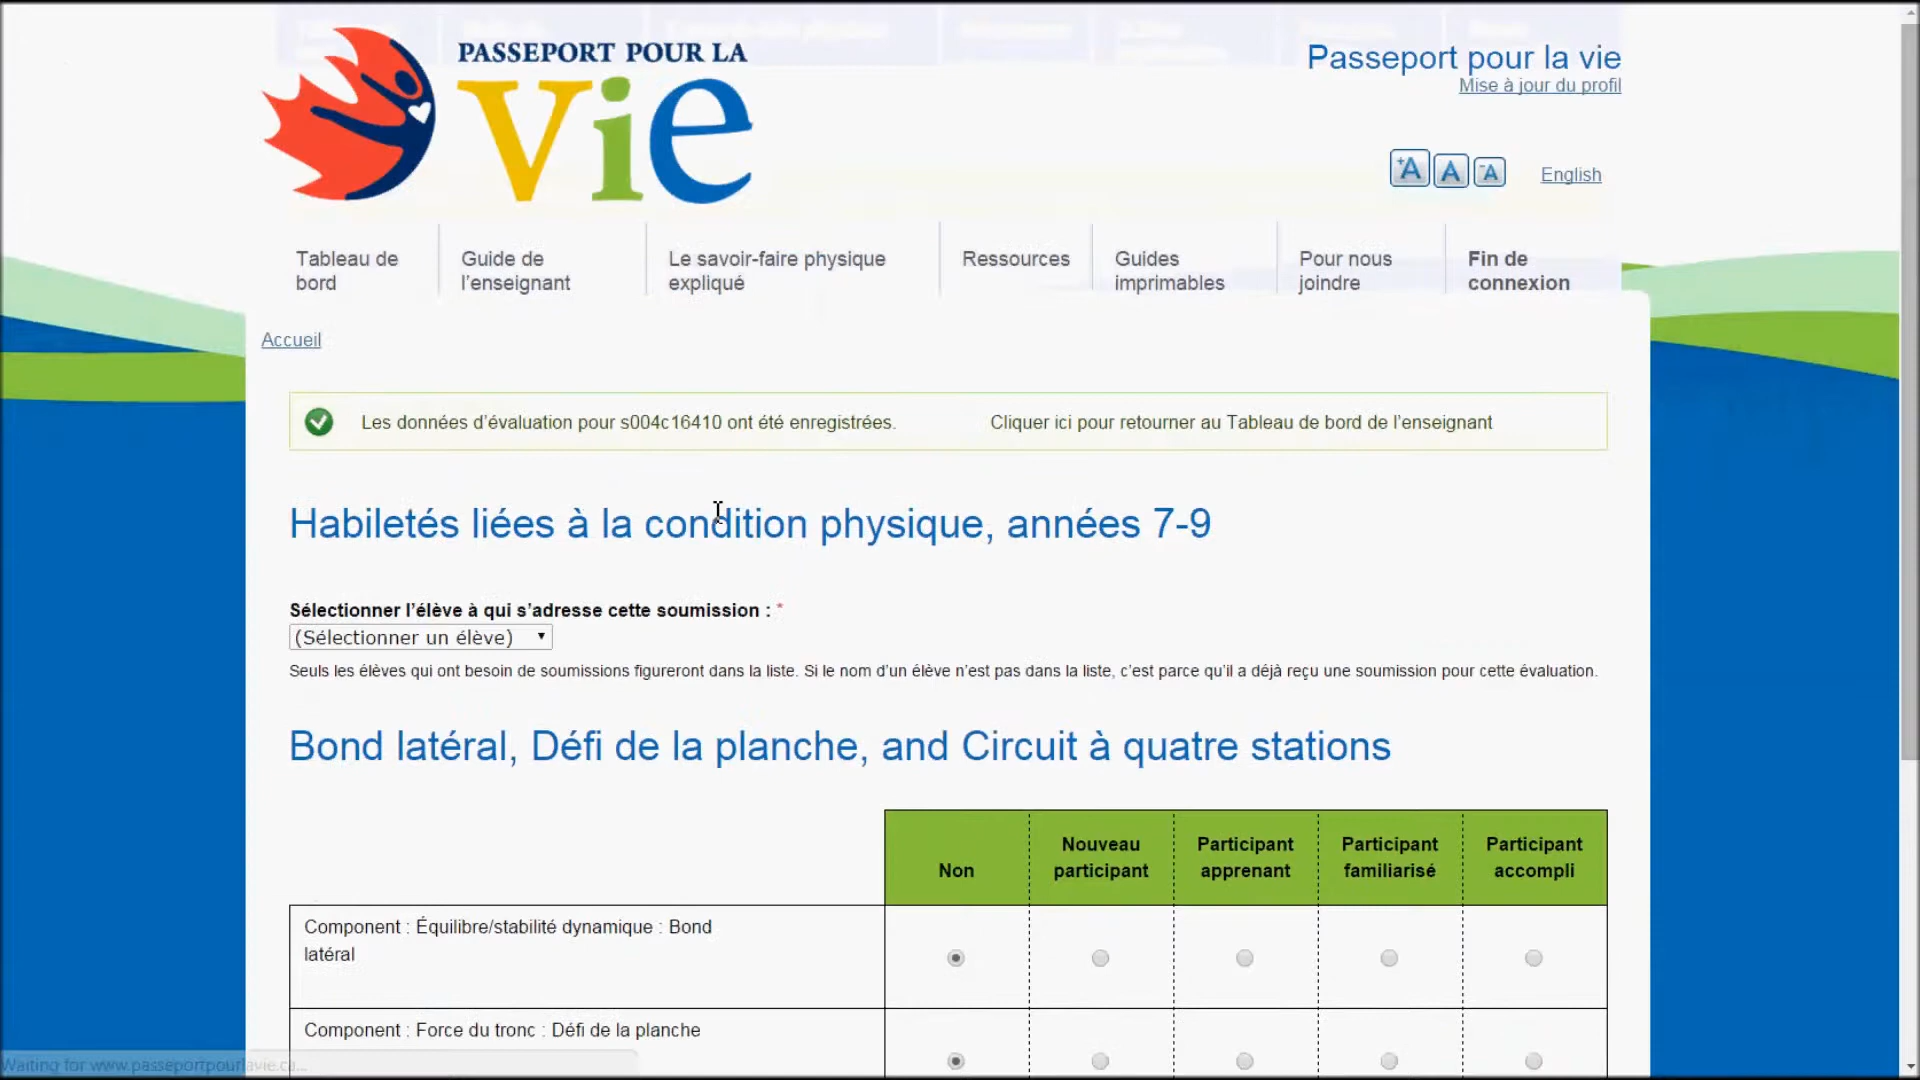 PASSEPORT POUR LA
vie
Passeport pour la vie
Mise à jour du profil
+A A -A English
Tableau de bord
Guide de l'enseignant
Le savoir-faire physique expliqué
Ressources
Guides imprimables
Pour nous joindre
Fin de connexion
Accueil
Les données d'évaluation pour s004c16410 ont été enregistrées. Cliquer ici pour retourner au Tableau de bord de l'enseignant
Habiletés liées à la condition physique, années 7-9
Sélectionner l'élève à qui s'adresse cette soumission : *
(Sélectionner un élève)
Seuls les élèves qui ont besoin de soumissions figureront dans la liste. Si le nom d'un élève n'est pas dans la liste, c'est parce qu'il a déjà reçu une soumission pour cette évaluation.
Bond latéral, Défi de la planche, and Circuit à quatre stations
Non
Nouveau participant
Participant apprenant
Participant familiarisé
Participant accompli
Component : Équilibre/stabilité dynamique : Bond
latéral
Component : Force du tronc : Défi de la planche
Waiting for www.passeportpourlavie.ca...